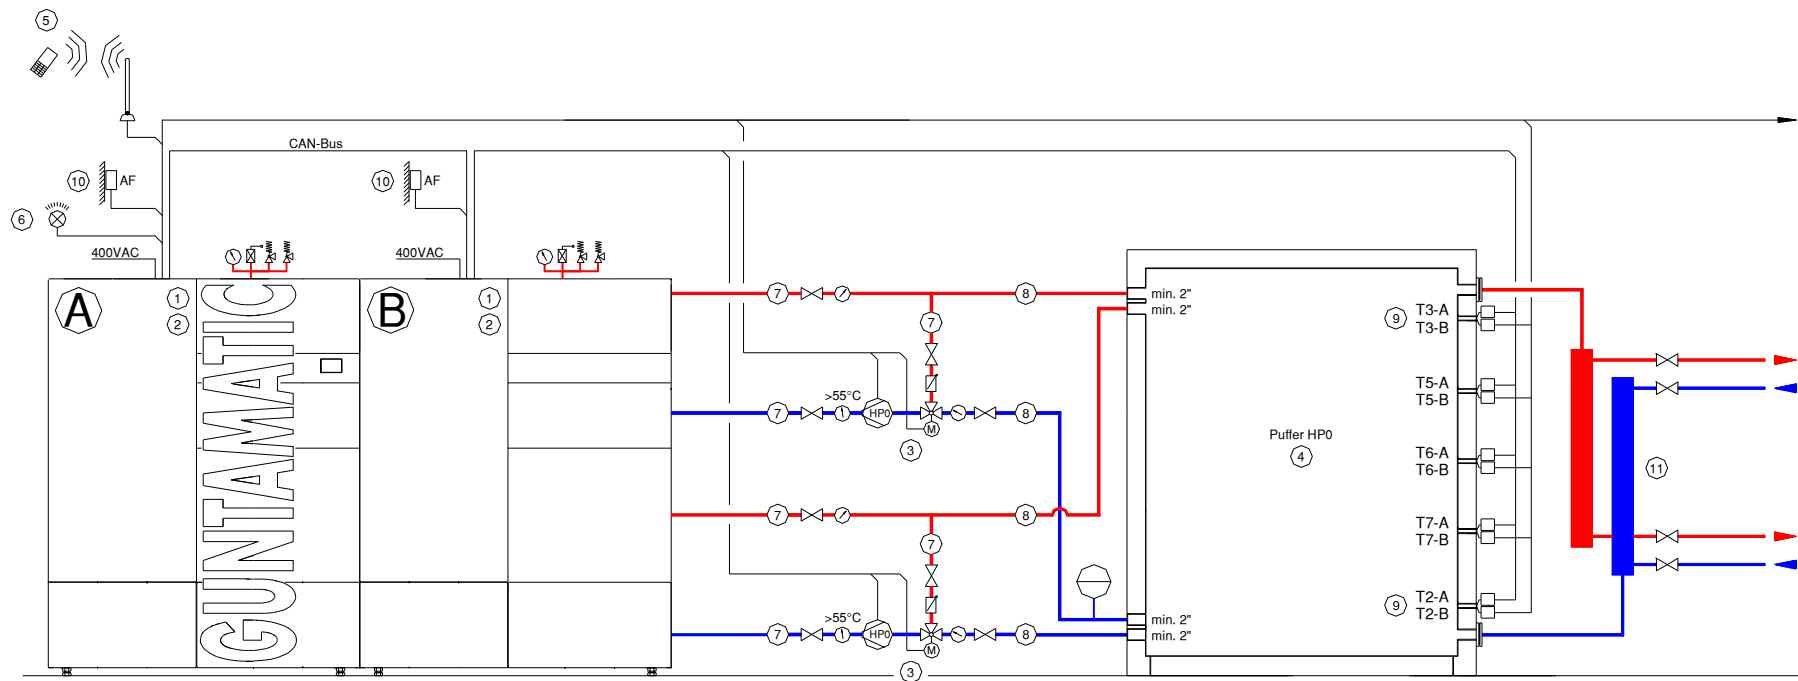 5
CAN-Bus
10
AF
10
AF
6
400VAC
400VAC
A
1
2
GUNTAMATIC
B
1
2
7
8
min. 2"
min. 2"
7
9
T3-A
T3-B
>55°C
7
HP0
8
M
3
T5-A
T5-B
Puffer HP0
4
T6-A
T6-B
11
7
8
7
T7-A
T7-B
9
T2-A
T2-B
>55°C
min. 2"
min. 2"
7
HP0
8
M
3